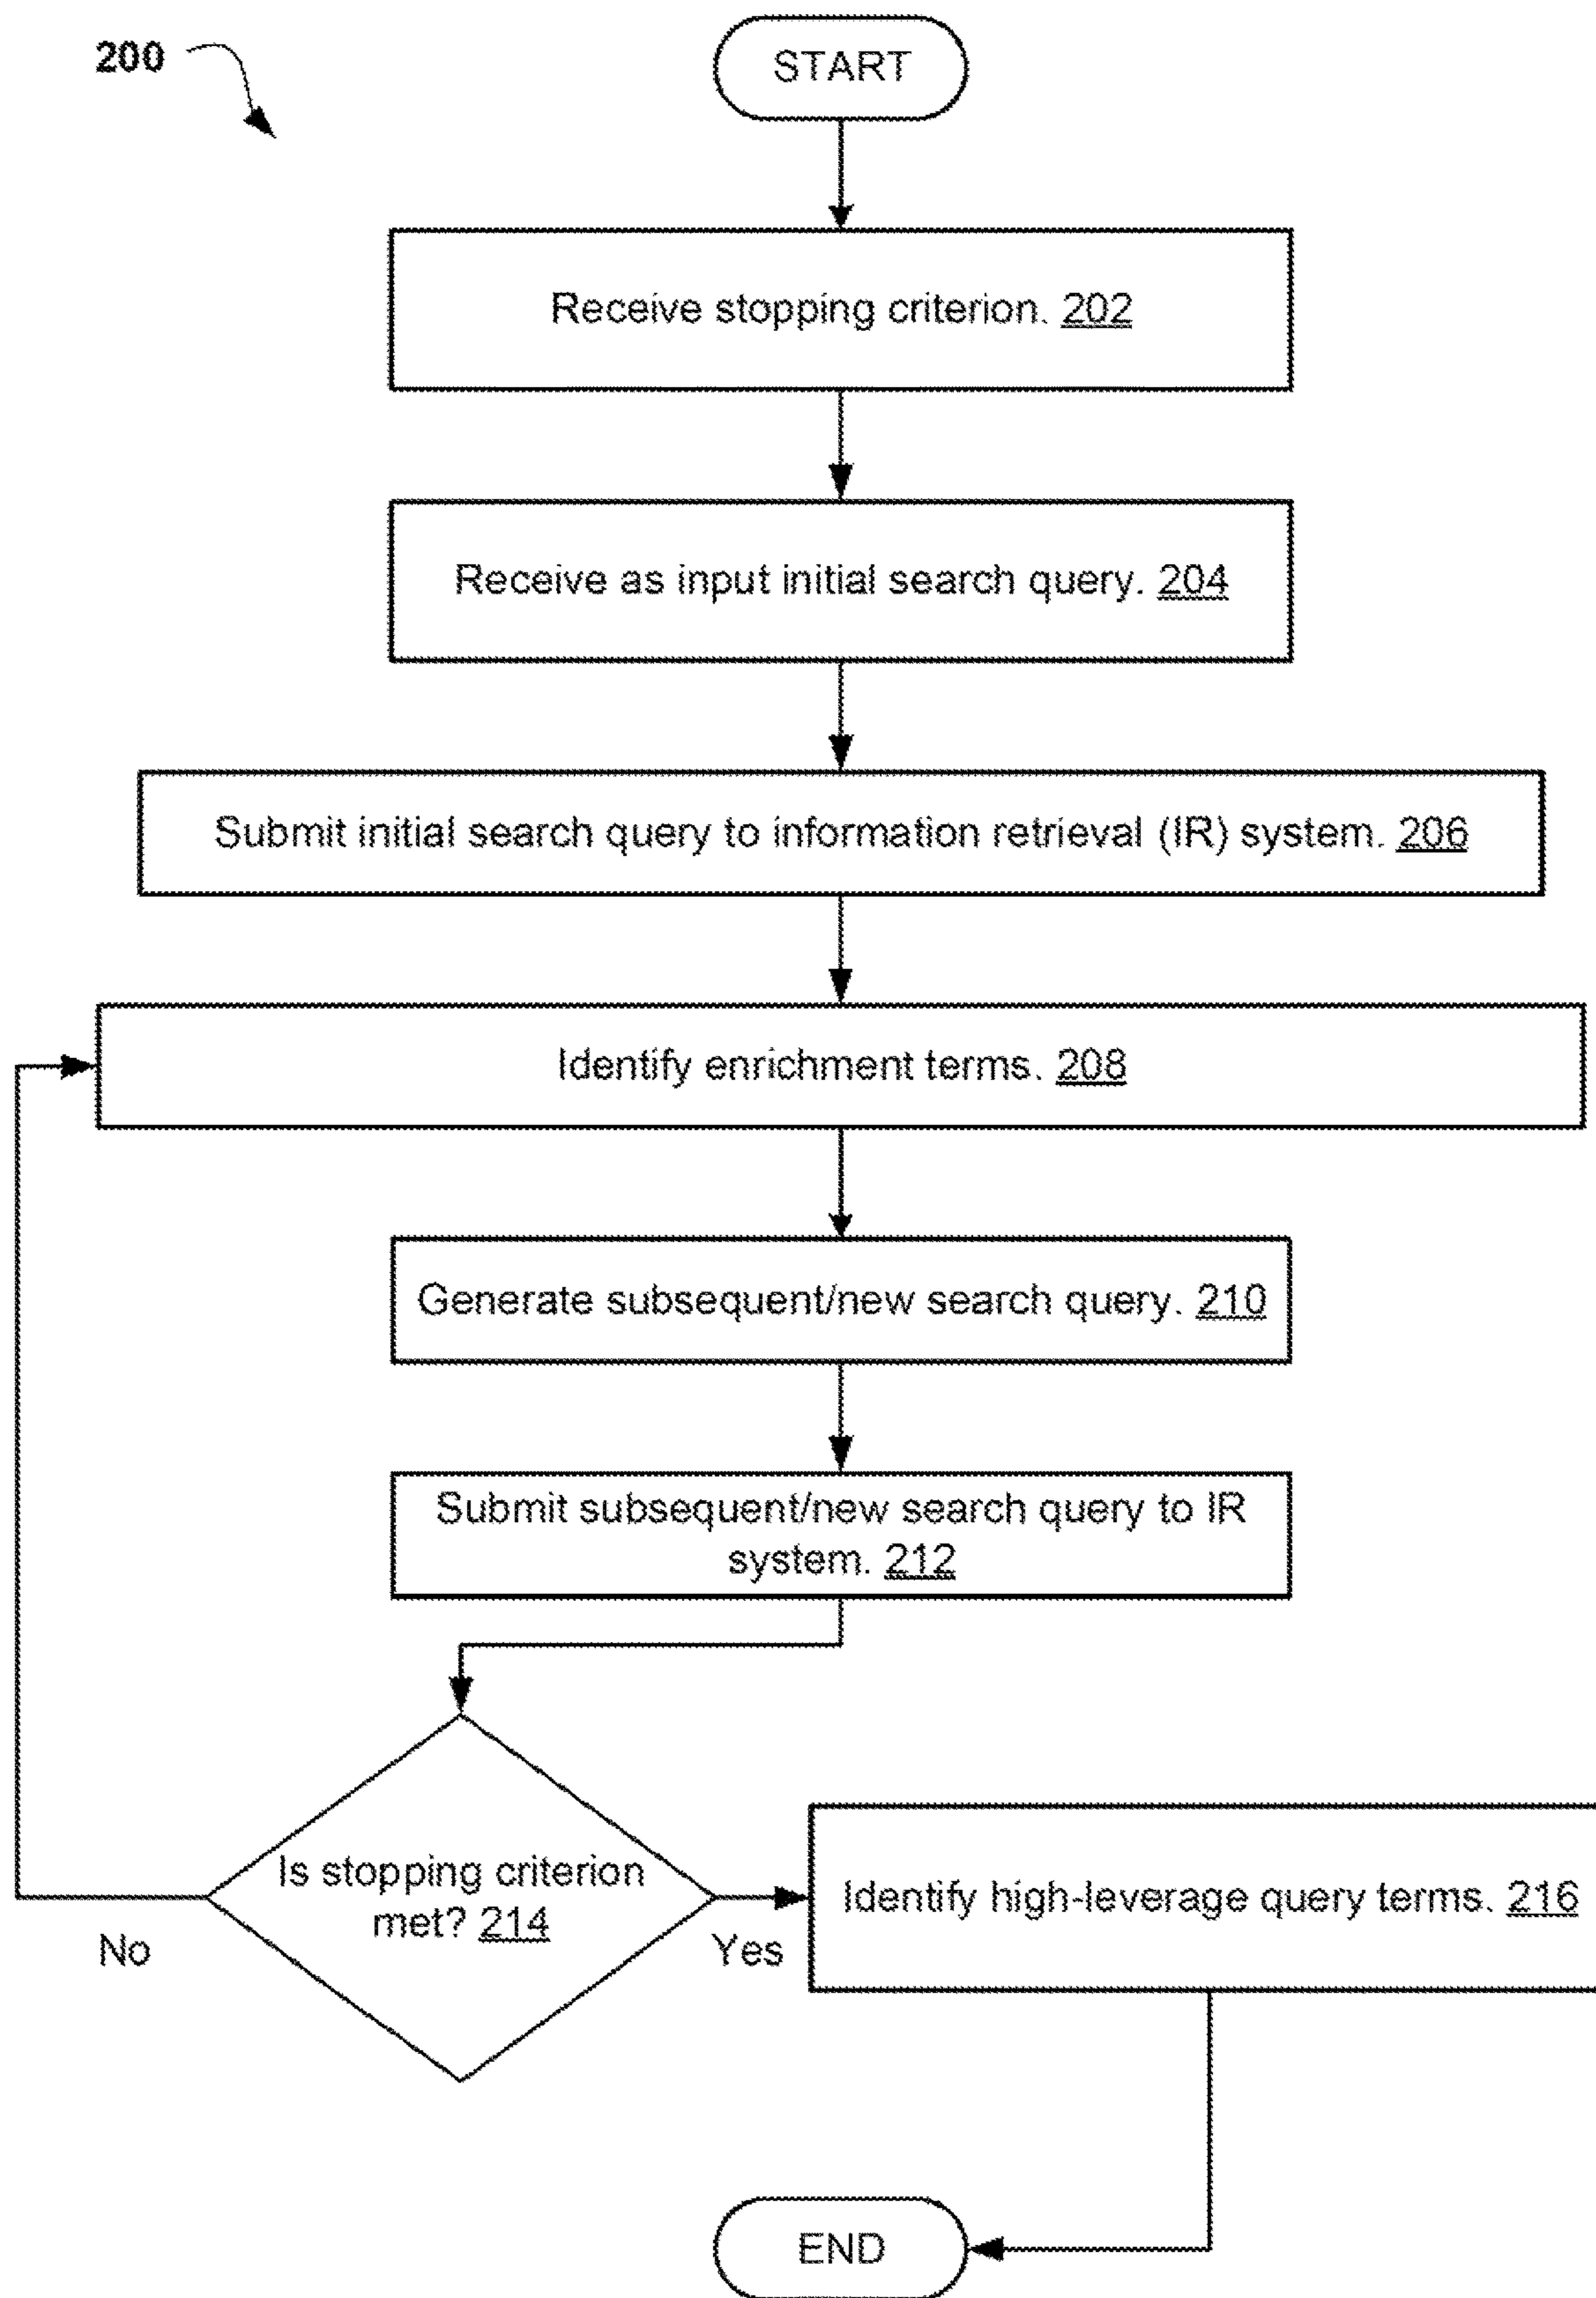 200
START
Receive stopping criterion. 202
Receive as input initial search query. 204
Submit initial search query to information retrieval (IR) system. 206
Identify enrichment terms. 208
Generate subsequent/new search query. 210
Submit subsequent/new search query to IR
system. 212
Is stopping criterion
met? 214
No
Yes
Identify high-leverage query terms. 216
END